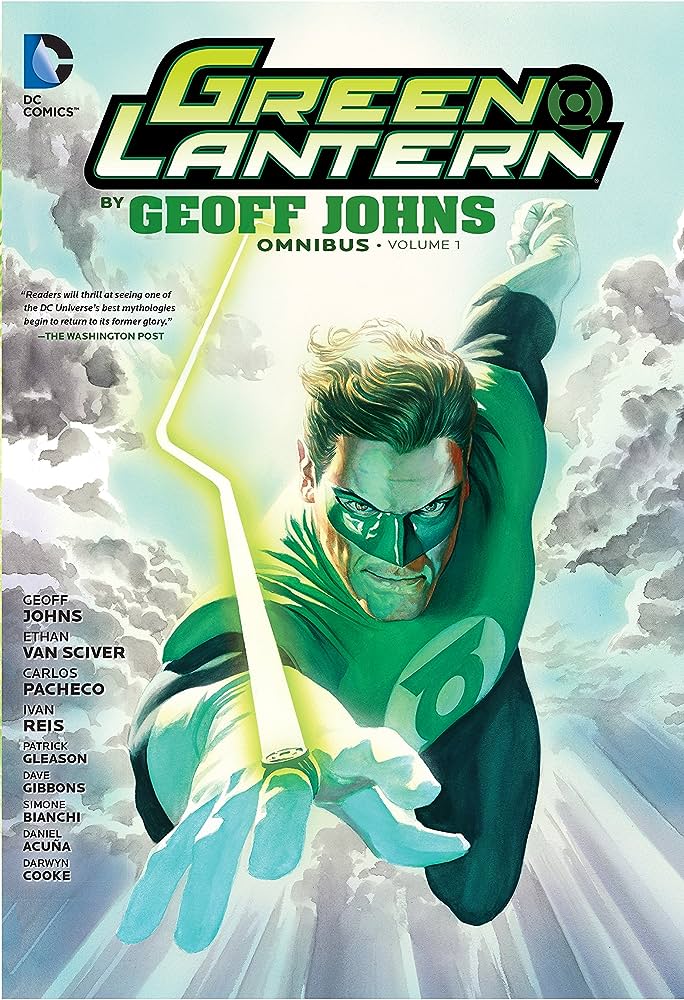 DC
COMICS™
GREEN
LANTERN®
BY GEOFF JOHNS
OMNIBUS • VOLUME 1
“Readers will thrill at seeing one of
the DC Universe’s best mythologies
begin to return to its former glory.”
—THE WASHINGTON POST
GEOFF
JOHNS
ETHAN
VAN SCIVER
CARLOS
PACHECO
IVAN
REIS
PATRICK
GLEASON
DAVE
GIBBONS
SIMONE
BIANCHI
DANIEL
ACUÑA
DARWYN
COOKE